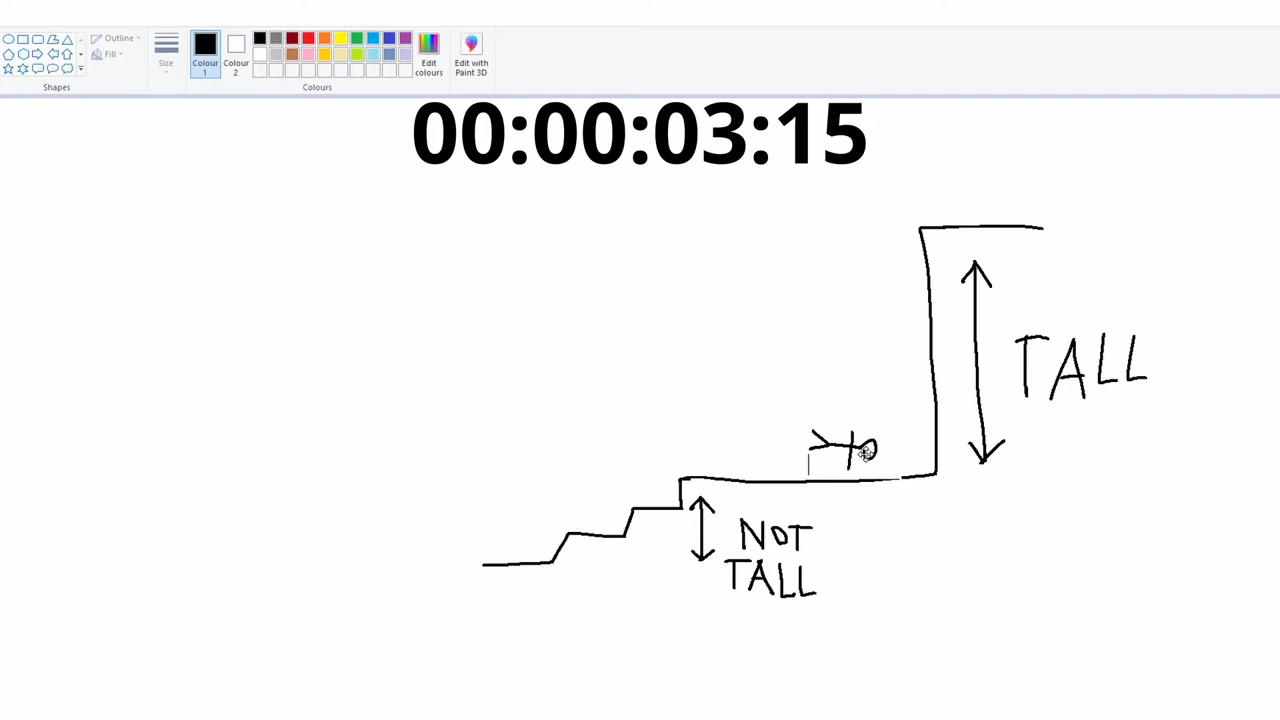 Outline
Fill
Size
Colour 1
Colour 2
Edit colours
Edit with Paint 3D
Shapes
Colours
00:00:03:15
TALL
NOT
TALL